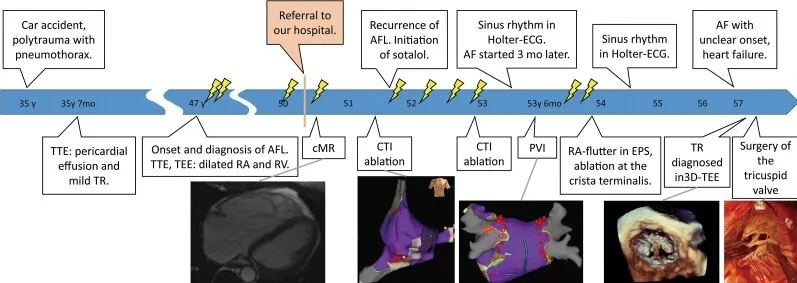 Car accident,
polytrauma with
pneumothorax.
Referral to
our hospital.
Recurrence of
AFL. Initiation
of sotalol.
Sinus rhythm in
Holter-ECG.
AF started 3 mo later.
Sinus rhythm
in Holter-ECG.
AF with
unclear onset,
heart failure.
35 y 35y 7mo 47 y 50 51 52 53 53y 6mo 54 55 56 57
TTE: pericardial
effusion and
mild TR.
Onset and diagnosis of AFL.
TTE, TEE: dilated RA and RV.
cMR
CTI
ablation
CTI
ablation
PVI
RA-flutter in EPS,
ablation at the
crista terminalis.
TR
diagnosed
in3D-TEE
Surgery of
the
tricuspid
valve